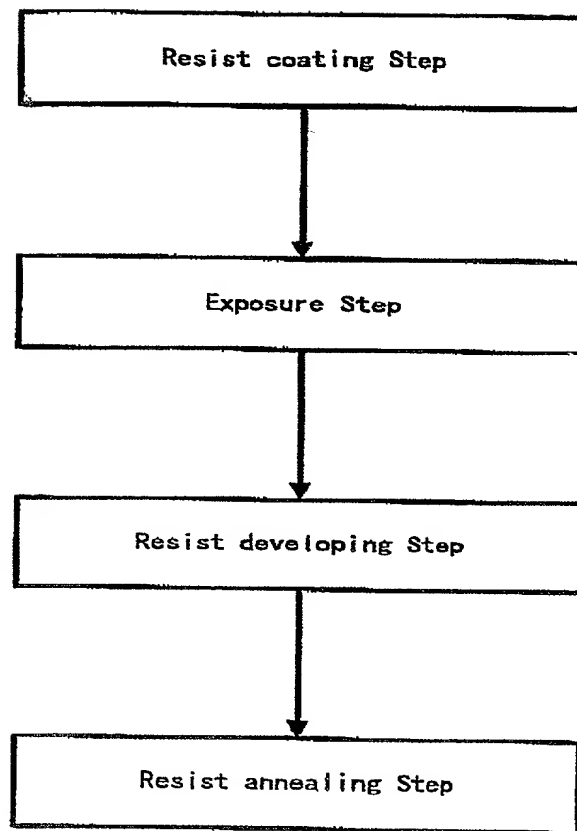 Resist coating Step
Exposure Step
Resist developing Step
Resist annealing Step